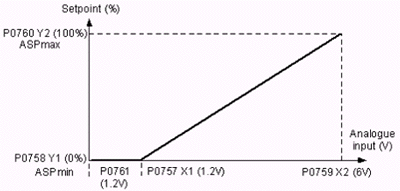 Setpoint (%)
P0760 Y2 (100%)
ASPmax
Analogue
input (V)
P0758 Y1 (0%)
ASPmin
P0761
(1.2V)
P0757 X1 (1.2V)
P0759 X2 (6V)